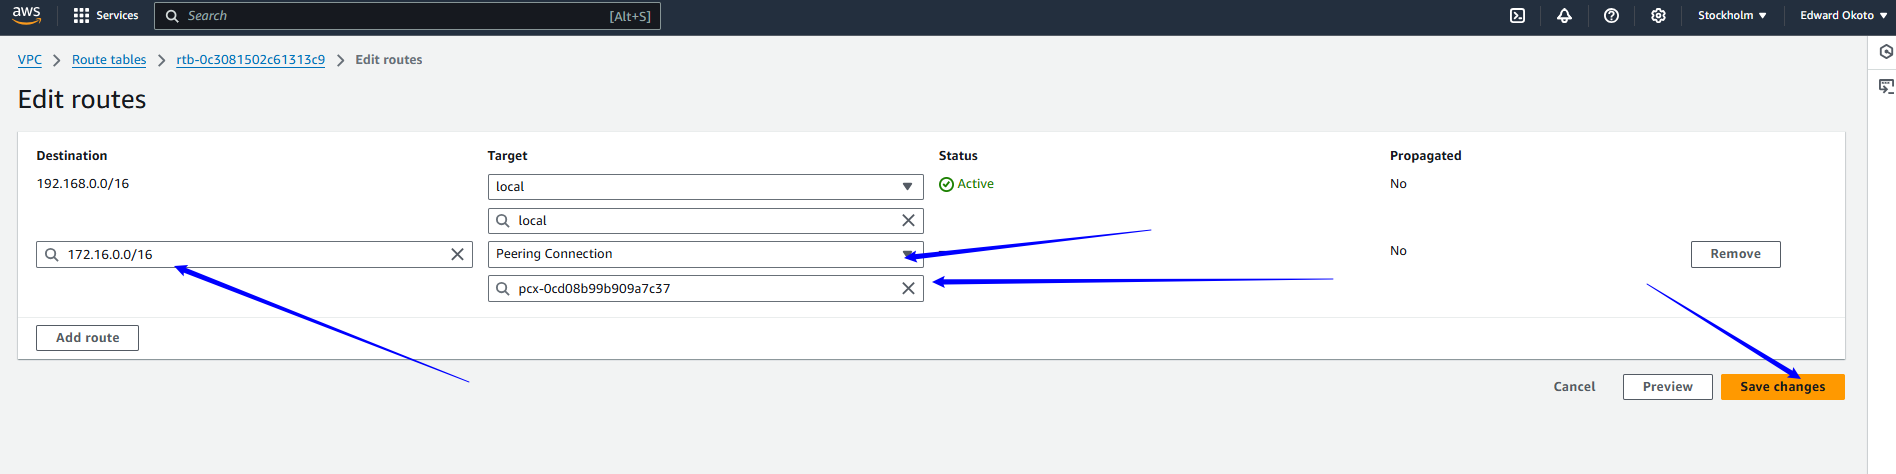 aws Services Search [Alt+S] Stockholm Edward Okoto
VPC Route tables rtb-0c3081502c61313c9 Edit routes
Edit routes
Destination Target Status Propagated
192.168.0.0/16 local Active No
local
172.16.0.0/16 Peering Connection - No Remove
pcx-0cd08b99b909a7c37
Add route
Cancel Preview Save changes